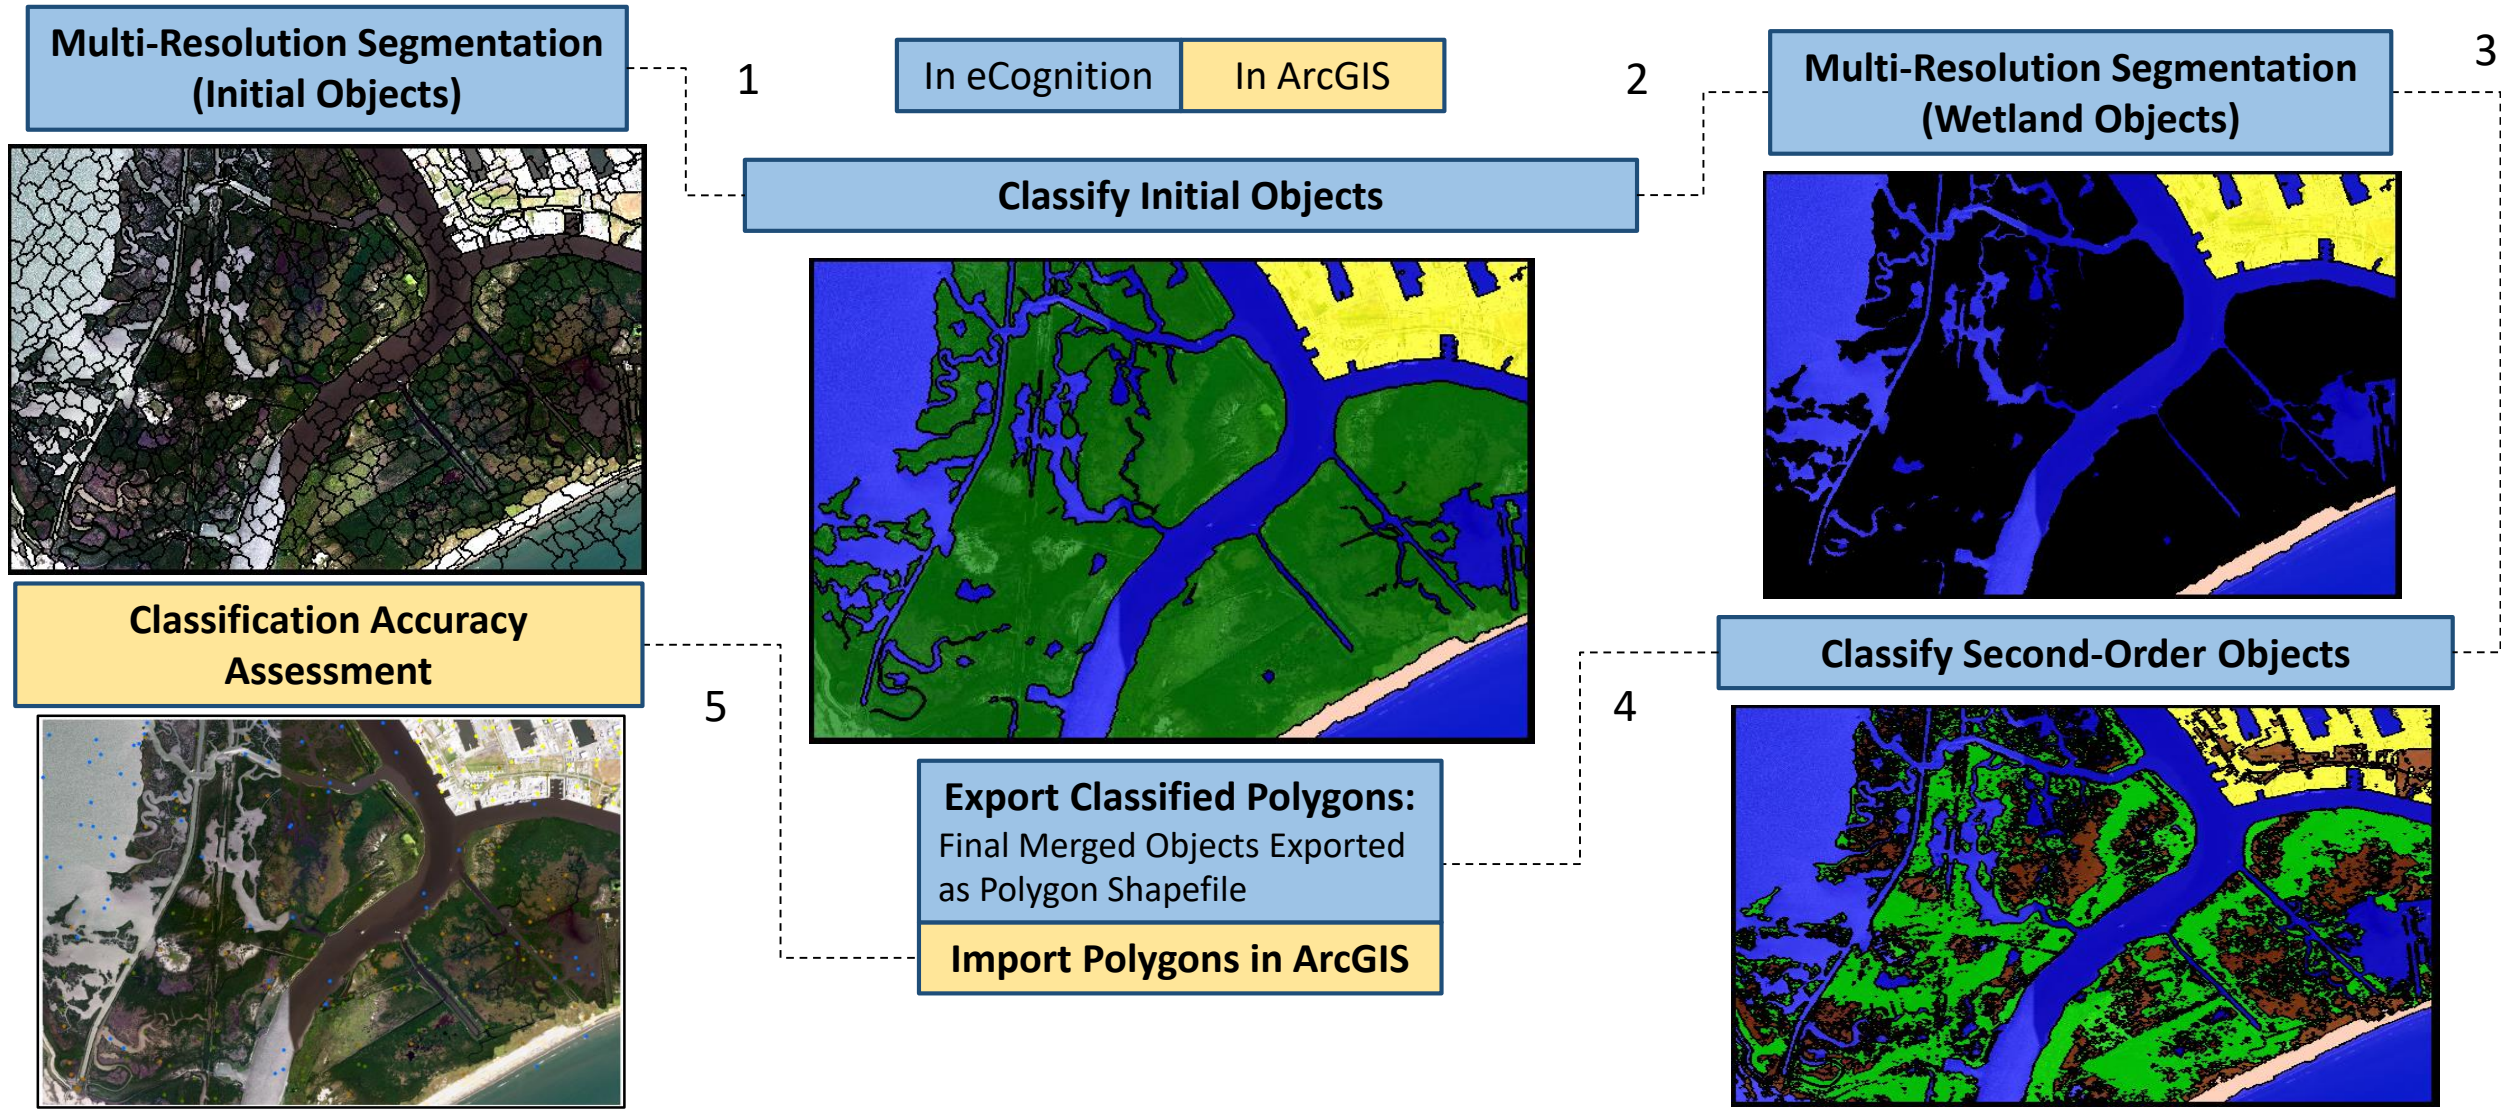 Multi-Resolution Segmentation
(Initial Objects)
1
In eCognition
In ArcGIS
2
Multi-Resolution Segmentation
(Wetland Objects)
3
Classify Initial Objects
Classification Accuracy
Assessment
5
Classify Second-Order Objects
4
Export Classified Polygons:
Final Merged Objects Exported
as Polygon Shapefile
Import Polygons in ArcGIS